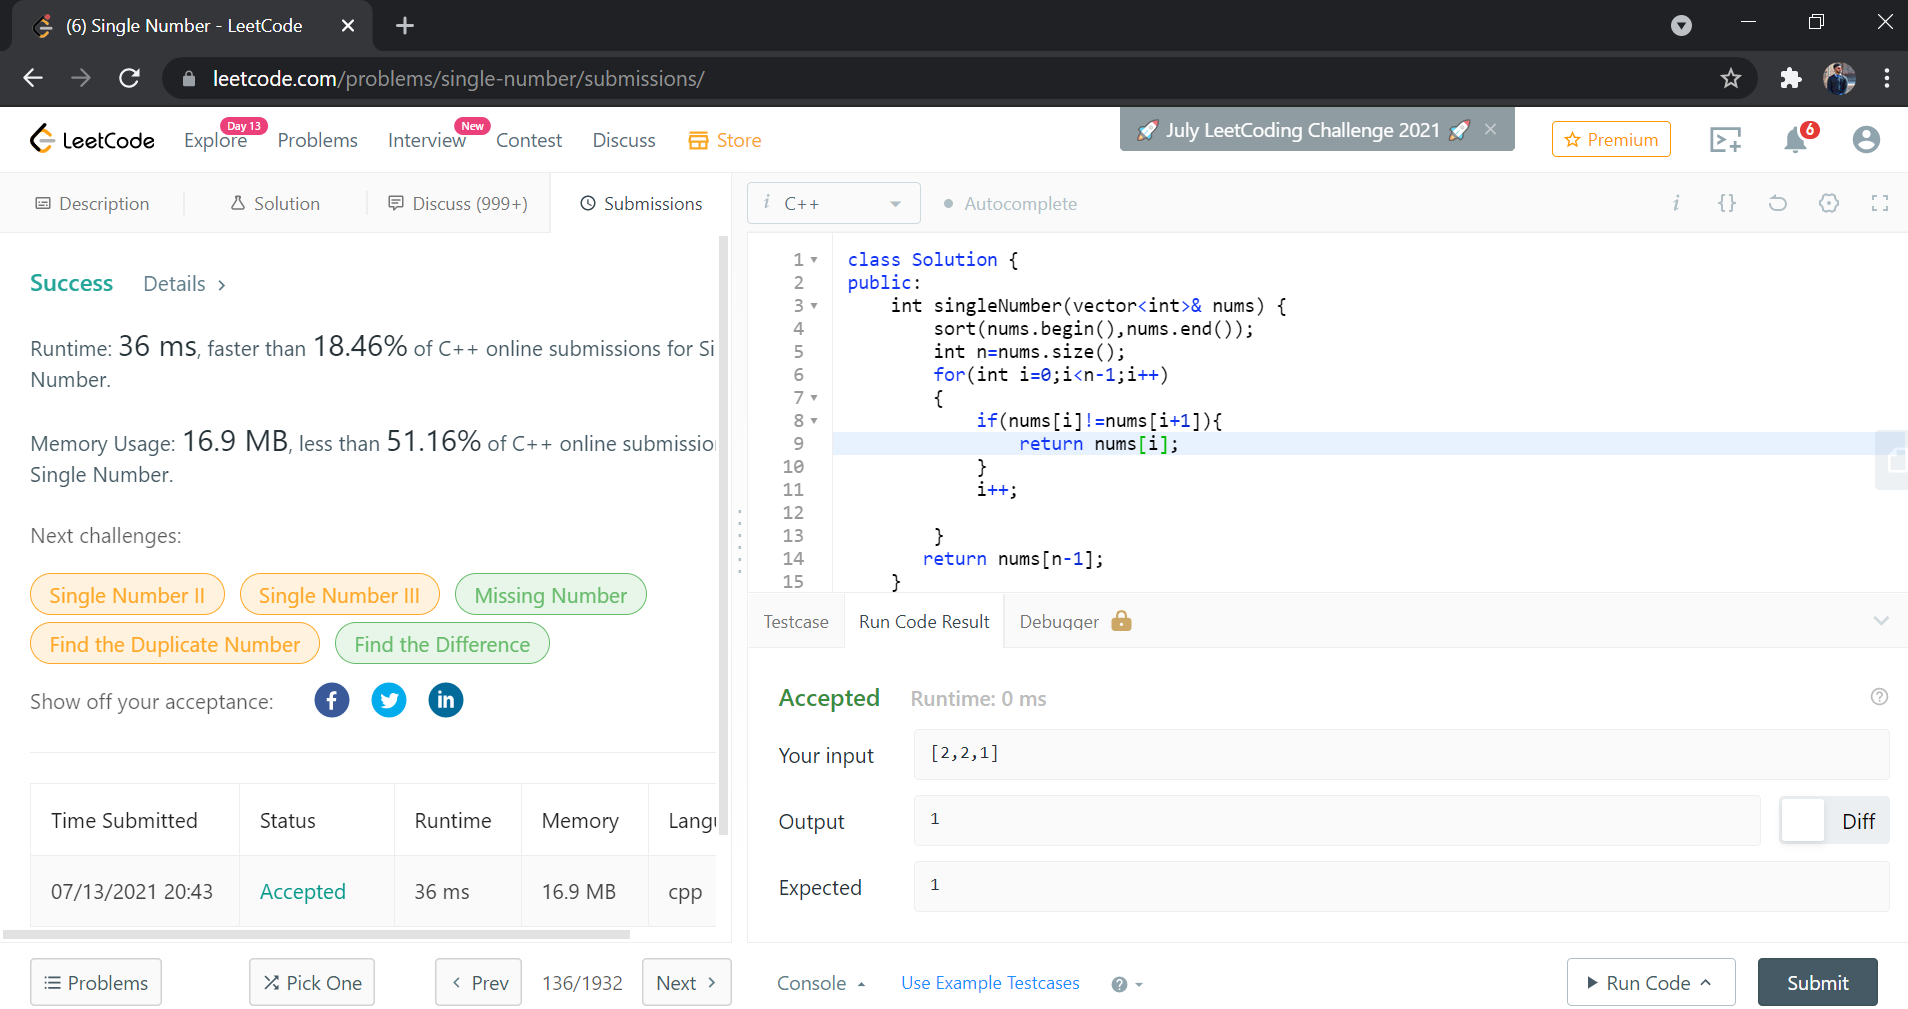 (6) Single Number - LeetCode
leetcode.com/problems/single-number/submissions/
LeetCode
Explore Day 13 Problems Interview New Contest Discuss Store
🚀 July LeetCoding Challenge 2021 🚀
Premium
6
Description Solution Discuss (999+) Submissions
Success Details >
Runtime: 36 ms, faster than 18.46% of C++ online submissions for Si
Number.
Memory Usage: 16.9 MB, less than 51.16% of C++ online submissio
Single Number.
Next challenges:
Single Number II Single Number III Missing Number
Find the Duplicate Number Find the Difference
Show off your acceptance: f in
Time Submitted Status Runtime Memory Langu
07/13/2021 20:43 Accepted 36 ms 16.9 MB cpp
Problems Pick One < Prev 136/1932 Next >
i C++ Autocomplete i {}
1 class Solution {
2 public:
3 int singleNumber(vector<int>& nums) {
4 sort(nums.begin(),nums.end());
5 int n=nums.size();
6 for(int i=0;i<n-1;i++)
7 {
8 if(nums[i]!=nums[i+1]){
9 return nums[i];
10 }
11 i++;
12
13 }
14 return nums[n-1];
15 }
Testcase Run Code Result Debugger
Accepted Runtime: 0 ms ?
Your input [2,2,1]
Output 1 Diff
Expected 1
Console Use Example Testcases ? Run Code Submit